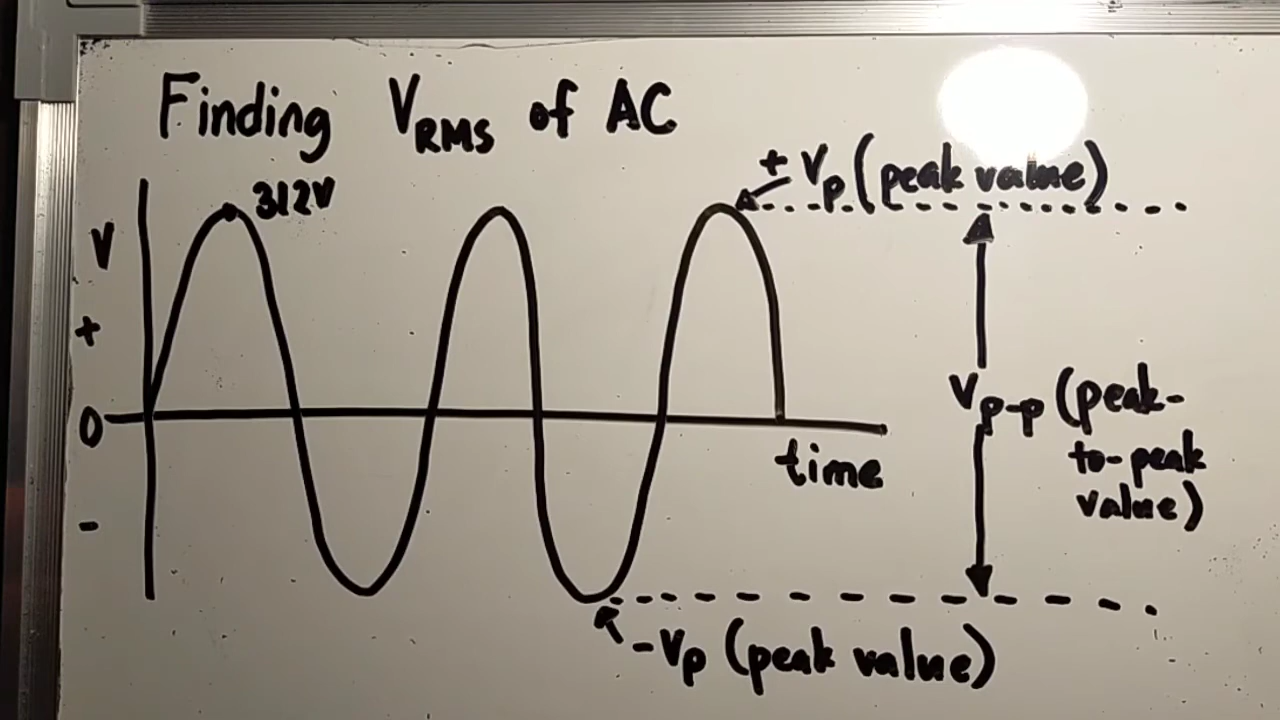 Finding VRMS of AC
312V
+ Vp (peak value)
V
+
0
-
time
Vp-p (peak-
to-peak
value)
-Vp (peak value)